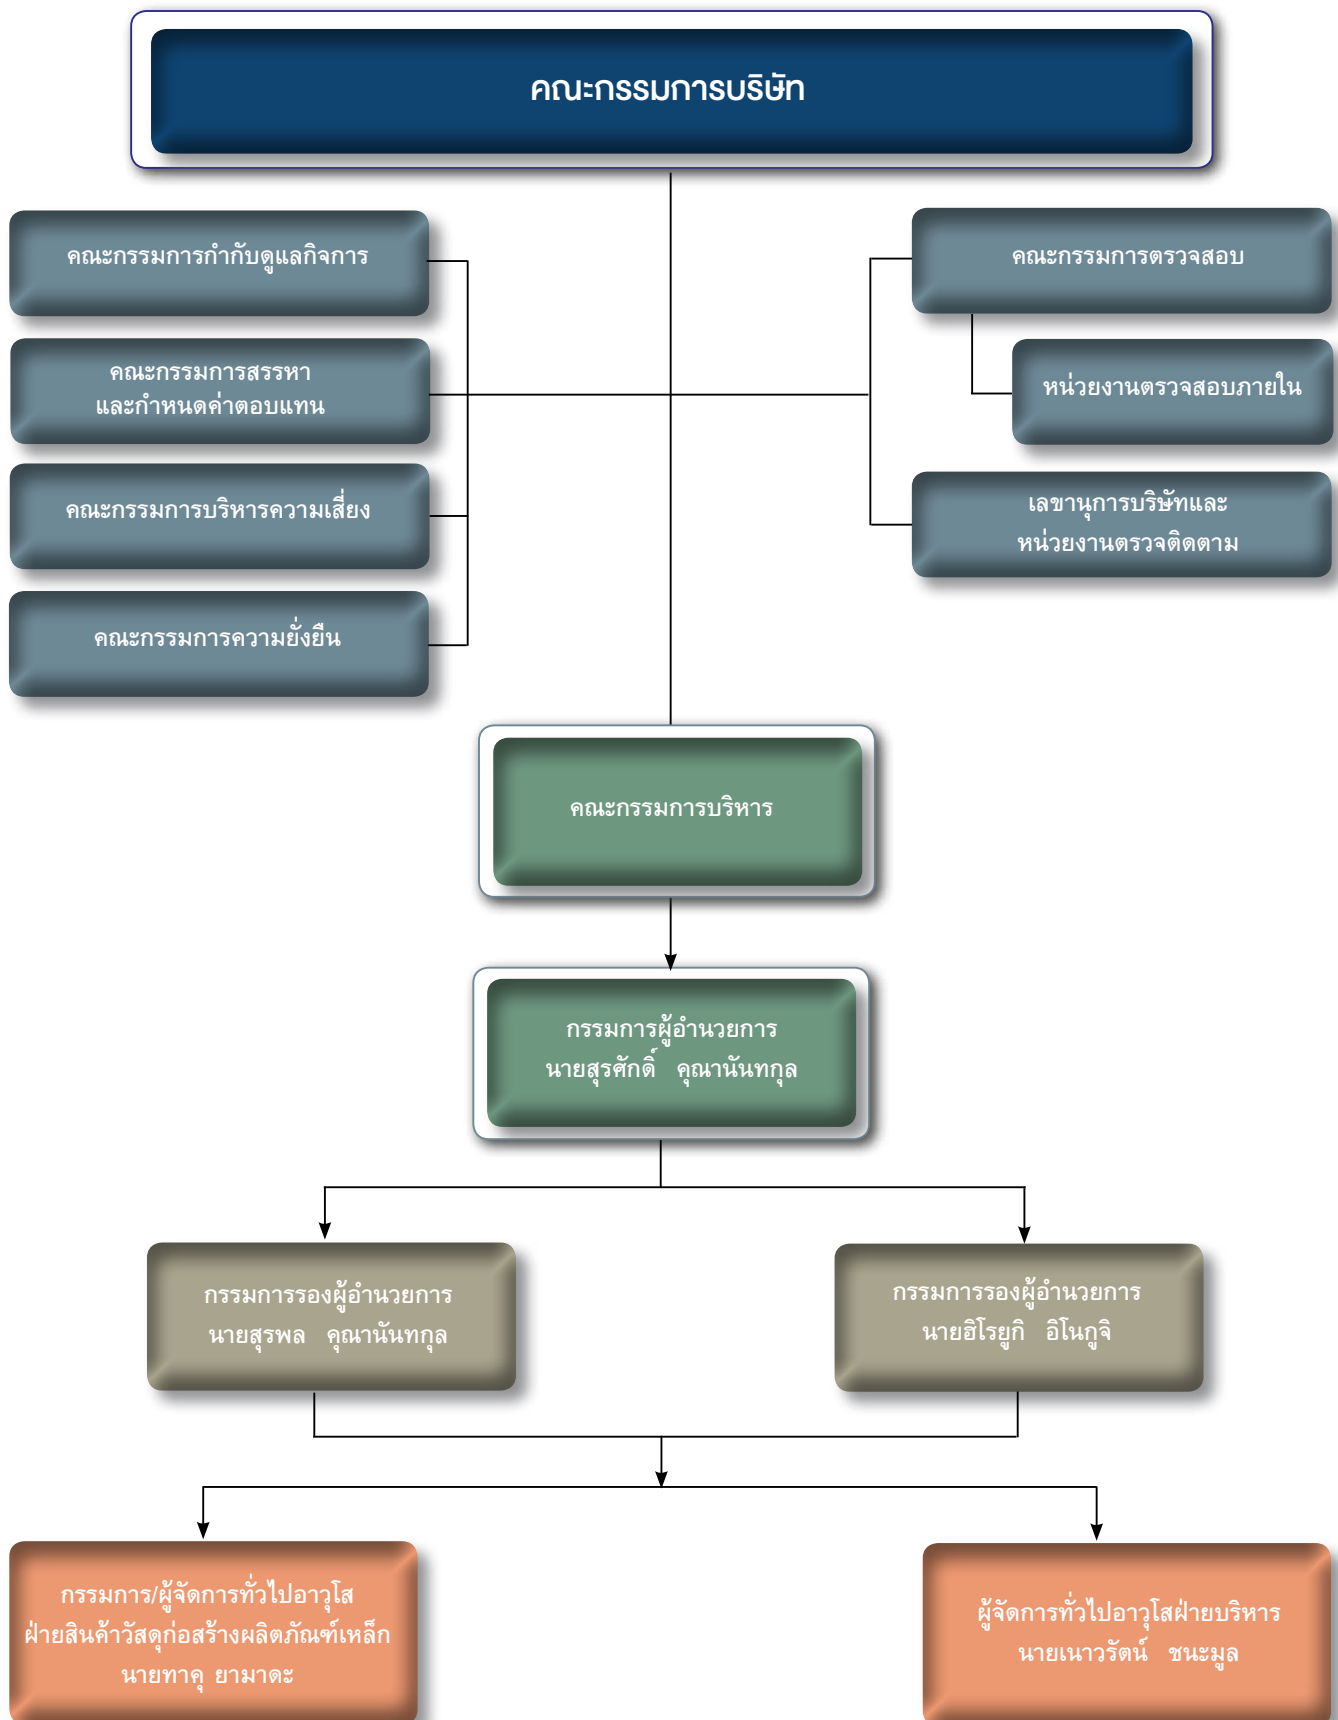 คณะกรรมการบริษัท
คณะกรรมการกำกับดูแลกิจการ
คณะกรรมการตรวจสอบ
คณะกรรมการสรรหา
และกำหนดค่าตอบแทน
หน่วยงานตรวจสอบภายใน
คณะกรรมการบริหารความเสี่ยง
เลขานุการบริษัทและ
หน่วยงานตรวจติดตาม
คณะกรรมการความยั่งยืน
คณะกรรมการบริหาร
กรรมการผู้อำนวยการ
นายสุรศักดิ์ คุณานันทกุล
กรรมการรองผู้อำนวยการ
นายสุรพล คุณานันทกุล
กรรมการรองผู้อำนวยการ
นายฮิโรยูกิ อิโนกูจิ
กรรมการ/ผู้จัดการทั่วไปอาวุโส
ฝ่ายสินค้าวัสดุก่อสร้างผลิตภัณฑ์เหล็ก
นายทาคุ ยามาดะ
ผู้จัดการทั่วไปอาวุโสฝ่ายบริหาร
นายเนาวรัตน์ ชนะมูล